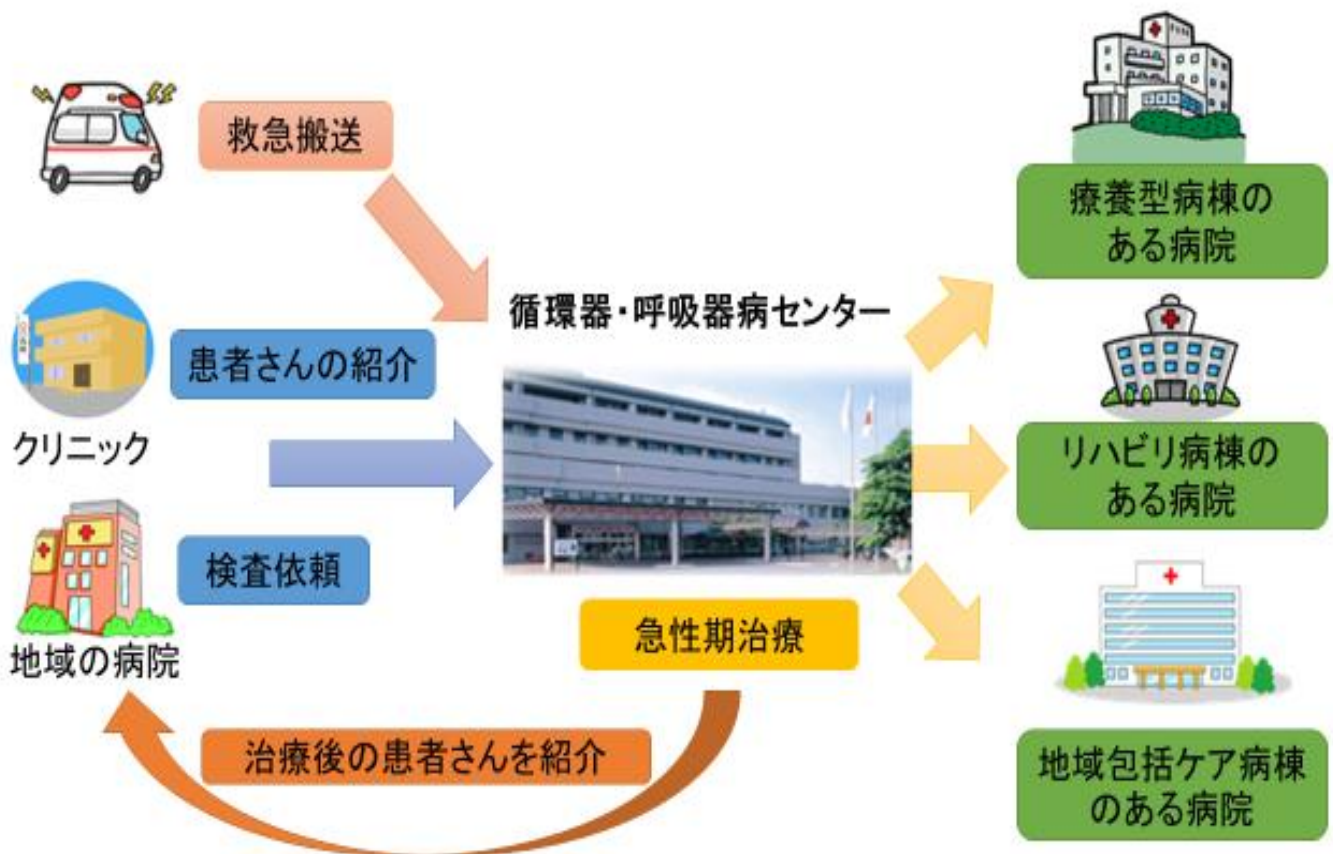 救急搬送
患者さんの紹介
クリニック
検査依頼
地域の病院
循環器・呼吸器病センター
急性期治療
治療後の患者さんを紹介
療養型病棟の
ある病院
リハビリ病棟の
ある病院
地域包括ケア病棟
のある病院